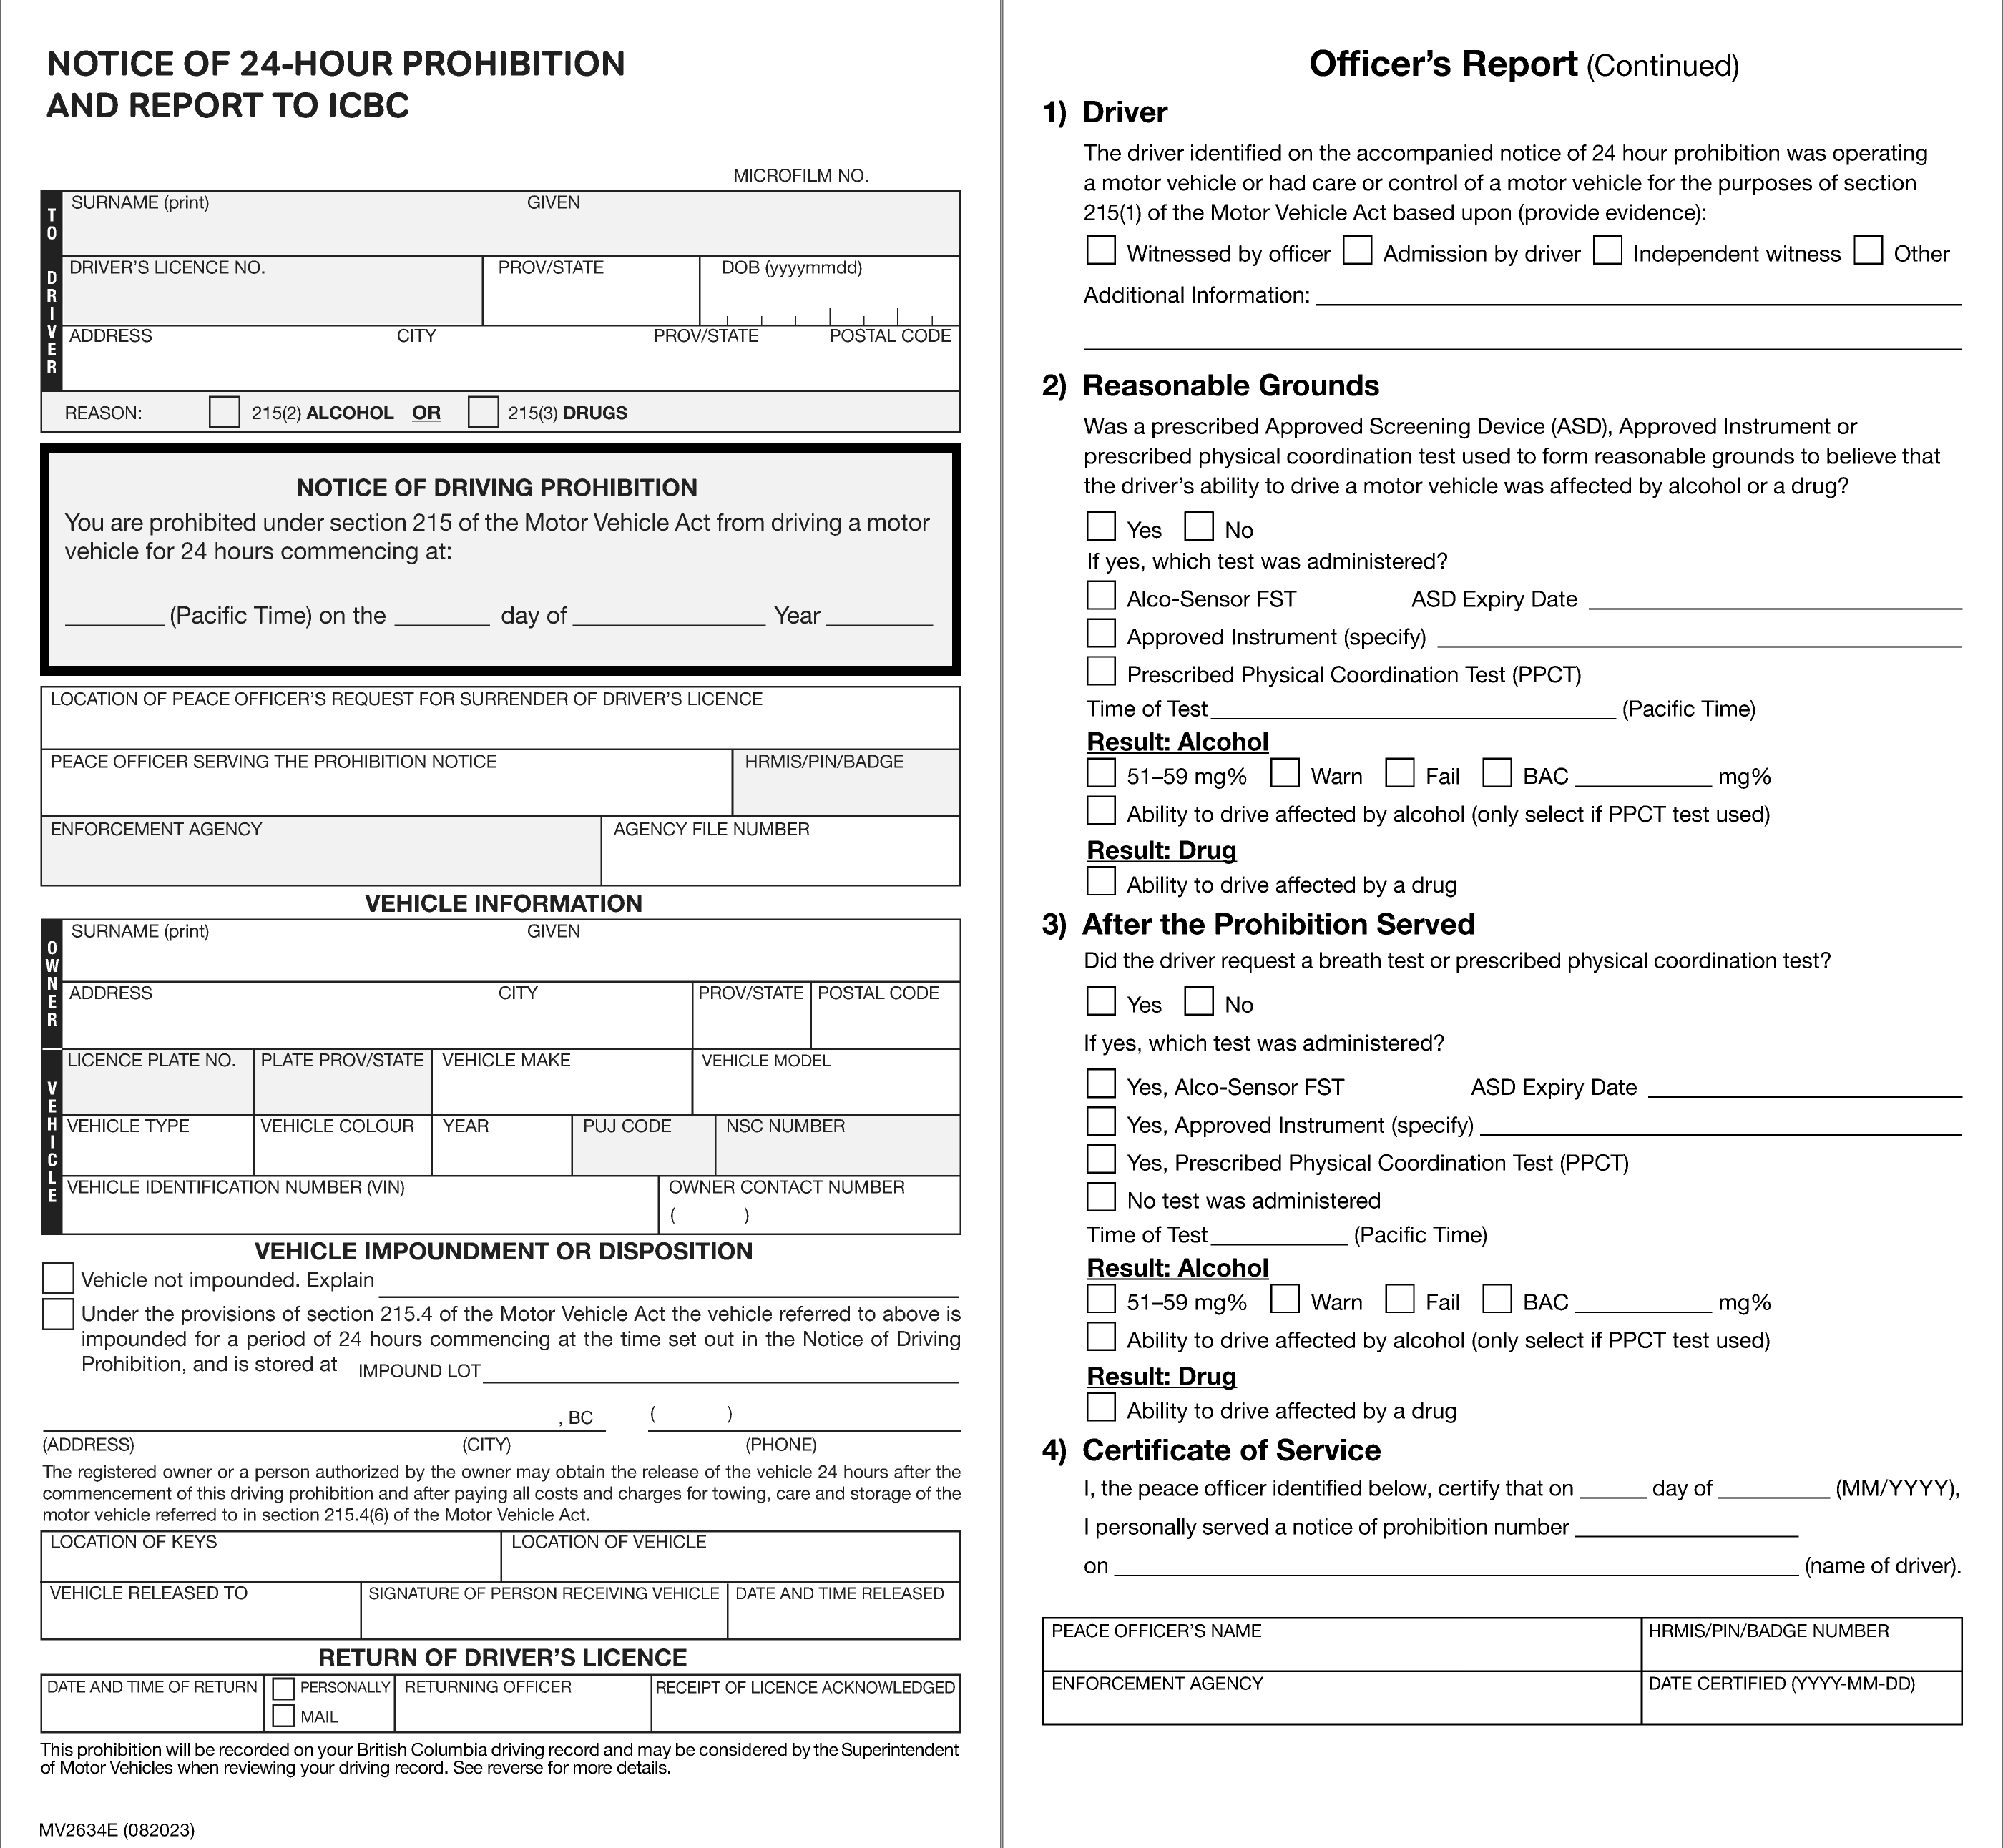 NOTICE OF 24-HOUR PROHIBITION
AND REPORT TO ICBC
MICROFILM NO.
TO DRIVER
SURNAME (print) GIVEN
DRIVER'S LICENCE NO. PROV/STATE DOB (yyyymmdd)
ADDRESS CITY PROV/STATE POSTAL CODE
REASON: 215(2) ALCOHOL OR 215(3) DRUGS
NOTICE OF DRIVING PROHIBITION
You are prohibited under section 215 of the Motor Vehicle Act from driving a motor
vehicle for 24 hours commencing at:
________ (Pacific Time) on the ________ day of ________________ Year ________
LOCATION OF PEACE OFFICER'S REQUEST FOR SURRENDER OF DRIVER'S LICENCE
PEACE OFFICER SERVING THE PROHIBITION NOTICE HRMIS/PIN/BADGE
ENFORCEMENT AGENCY AGENCY FILE NUMBER
VEHICLE INFORMATION
OWNER
SURNAME (print) GIVEN
ADDRESS CITY PROV/STATE POSTAL CODE
VEHICLE
LICENCE PLATE NO. PLATE PROV/STATE VEHICLE MAKE VEHICLE MODEL
VEHICLE TYPE VEHICLE COLOUR YEAR PUJ CODE NSC NUMBER
VEHICLE IDENTIFICATION NUMBER (VIN) OWNER CONTACT NUMBER
( )
VEHICLE IMPOUNDMENT OR DISPOSITION
Vehicle not impounded. Explain ________________
Under the provisions of section 215.4 of the Motor Vehicle Act the vehicle referred to above is
impounded for a period of 24 hours commencing at the time set out in the Notice of Driving
Prohibition, and is stored at IMPOUND LOT ________________
, BC ( )
(ADDRESS) (CITY) (PHONE)
The registered owner or a person authorized by the owner may obtain the release of the vehicle 24 hours after the
commencement of this driving prohibition and after paying all costs and charges for towing, care and storage of the
motor vehicle referred to in section 215.4(6) of the Motor Vehicle Act.
LOCATION OF KEYS LOCATION OF VEHICLE
VEHICLE RELEASED TO SIGNATURE OF PERSON RECEIVING VEHICLE DATE AND TIME RELEASED
RETURN OF DRIVER'S LICENCE
DATE AND TIME OF RETURN PERSONALLY RETURNING OFFICER RECEIPT OF LICENCE ACKNOWLEDGED
MAIL
This prohibition will be recorded on your British Columbia driving record and may be considered by the Superintendent
of Motor Vehicles when reviewing your driving record. See reverse for more details.
MV2634E (082023)
Officer's Report (Continued)
1) Driver
The driver identified on the accompanied notice of 24 hour prohibition was operating
a motor vehicle or had care or control of a motor vehicle for the purposes of section
215(1) of the Motor Vehicle Act based upon (provide evidence):
Witnessed by officer Admission by driver Independent witness Other
Additional Information: ________________
2) Reasonable Grounds
Was a prescribed Approved Screening Device (ASD), Approved Instrument or
prescribed physical coordination test used to form reasonable grounds to believe that
the driver's ability to drive a motor vehicle was affected by alcohol or a drug?
Yes No
If yes, which test was administered?
Alco-Sensor FST ASD Expiry Date ________________
Approved Instrument (specify) ________________
Prescribed Physical Coordination Test (PPCT)
Time of Test ________________ (Pacific Time)
Result: Alcohol
51–59 mg% Warn Fail BAC ________ mg%
Ability to drive affected by alcohol (only select if PPCT test used)
Result: Drug
Ability to drive affected by a drug
3) After the Prohibition Served
Did the driver request a breath test or prescribed physical coordination test?
Yes No
If yes, which test was administered?
Yes, Alco-Sensor FST ASD Expiry Date ________________
Yes, Approved Instrument (specify) ________________
Yes, Prescribed Physical Coordination Test (PPCT)
No test was administered
Time of Test ________ (Pacific Time)
Result: Alcohol
51–59 mg% Warn Fail BAC ________ mg%
Ability to drive affected by alcohol (only select if PPCT test used)
Result: Drug
Ability to drive affected by a drug
4) Certificate of Service
I, the peace officer identified below, certify that on ______ day of ________ (MM/YYYY),
I personally served a notice of prohibition number ________________
on ________________ (name of driver).
PEACE OFFICER'S NAME HRMIS/PIN/BADGE NUMBER
ENFORCEMENT AGENCY DATE CERTIFIED (YYYY-MM-DD)